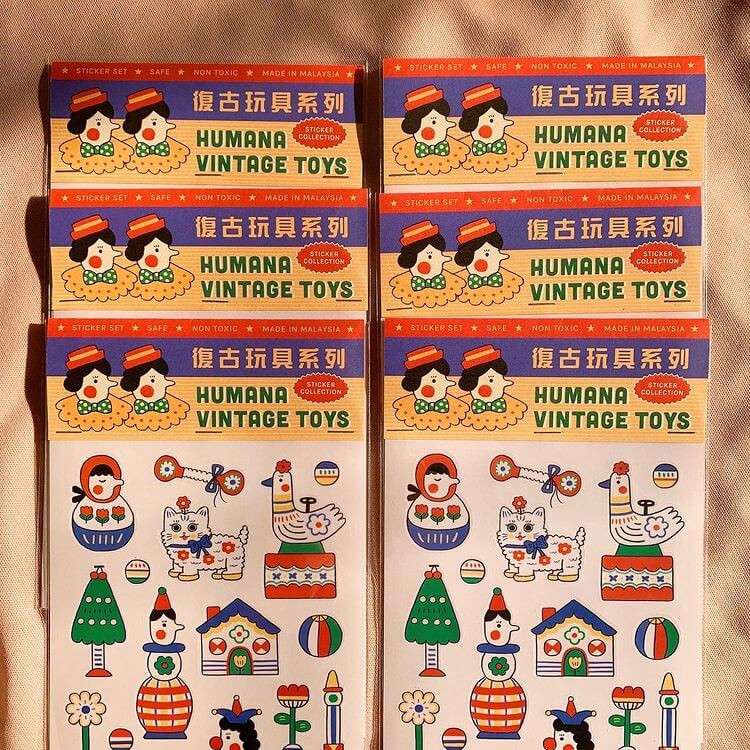 ★ STICKER SET ★ SAFE ★ NON TOXIC ★ MADE IN MALAYSIA ★
復古玩具系列
HUMANA
VINTAGE TOYS
STICKER
COLLECTION
★ STICKER SET ★ SAFE ★ NON TOXIC ★ MADE IN MALAYSIA ★
復古玩具系列
HUMANA
VINTAGE TOYS
STICKER
COLLECTION
★ STICKER SET ★ SAFE ★ NON TOXIC ★ MADE IN MALAYSIA ★
復古玩具系列
HUMANA
VINTAGE TOYS
STICKER
COLLECTION
★ STICKER SET ★ SAFE ★ NON TOXIC ★ MADE IN MALAYSIA ★
復古玩具系列
HUMANA
VINTAGE TOYS
STICKER
COLLECTION
★ STICKER SET ★ SAFE ★ NON TOXIC ★ MADE IN MALAYSIA ★
復古玩具系列
HUMANA
VINTAGE TOYS
STICKER
COLLECTION
★ STICKER SET ★ SAFE ★ NON TOXIC ★ MADE IN MALAYSIA ★
復古玩具系列
HUMANA
VINTAGE TOYS
STICKER
COLLECTION